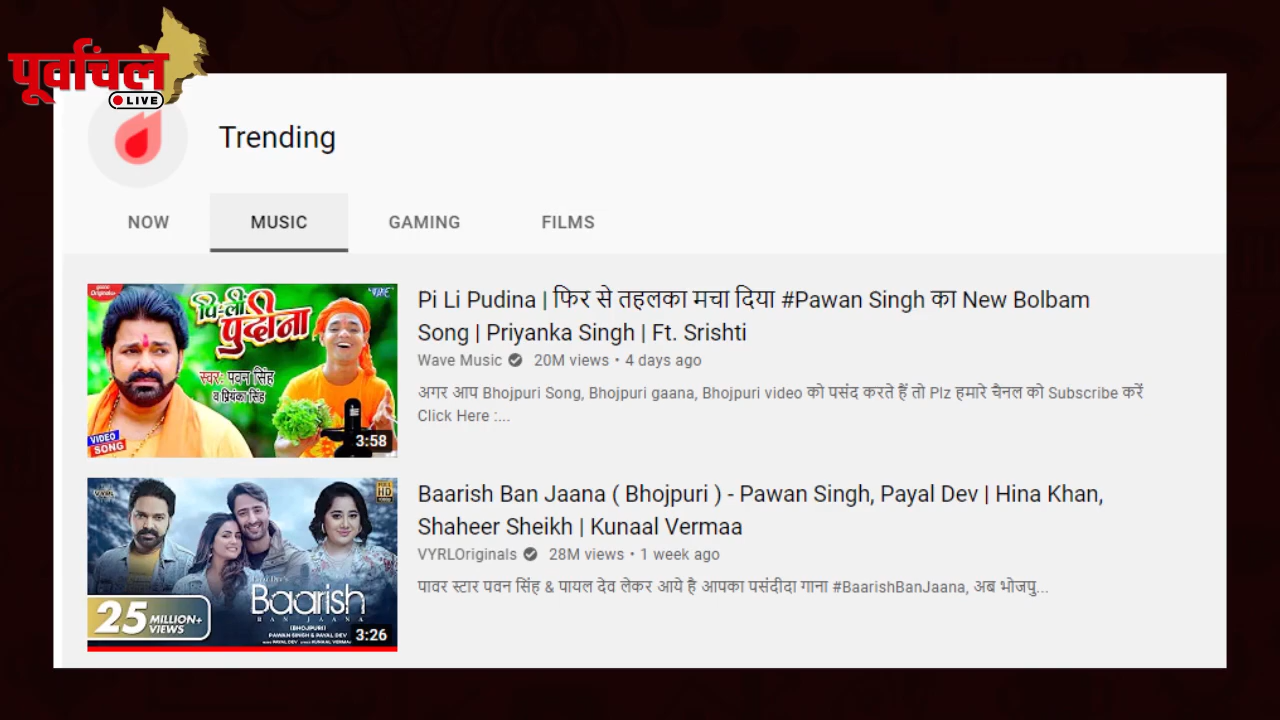 पूर्वांचल
LIVE
Trending
NOW
MUSIC
GAMING
FILMS
पि-ली
पुदीना
स्वर: पवन सिंह
व प्रियंका सिंह
VIDEO
SONG
3:58
Pi Li Pudina | फिर से तहलका मचा दिया #Pawan Singh का New Bolbam
Song | Priyanka Singh | Ft. Srishti
Wave Music 20M views • 4 days ago
अगर आप Bhojpuri Song, Bhojpuri gaana, Bhojpuri video को पसंद करते हैं तो Plz हमारे चैनल को Subscribe करें
Click Here :...
HD
25 MILLION+
VIEWS
Baarish
BAN JAANA
(BHOJPURI)
PAWAN SINGH & PAYAL DEV
3:26
Baarish Ban Jaana ( Bhojpuri ) - Pawan Singh, Payal Dev | Hina Khan,
Shaheer Sheikh | Kunaal Vermaa
VYRLOriginals 28M views • 1 week ago
पावर स्टार पवन सिंह & पायल देव लेकर आये है आपका पसंदीदा गाना #BaarishBanJaana, अब भोजपु...